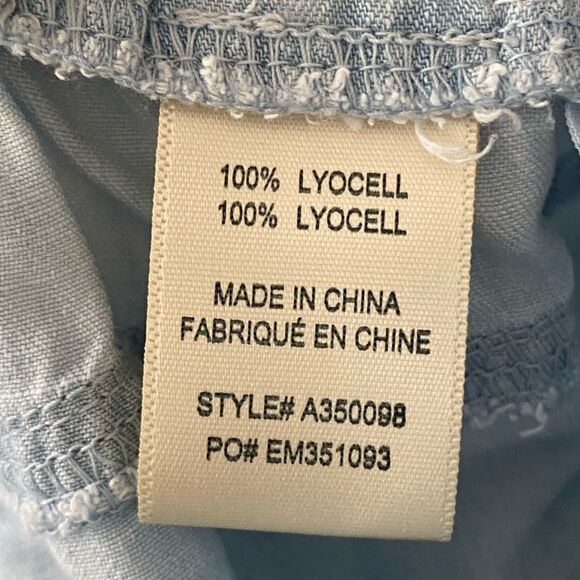 100% LYOCELL
100% LYOCELL
MADE IN CHINA
FABRIQUÉ EN CHINE
STYLE# A350098
PO# EM351093